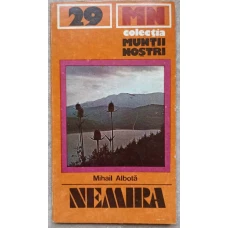 29
MN
colecția
MUNȚII
NOȘTRI
Mihail Albotă
NEMIRA